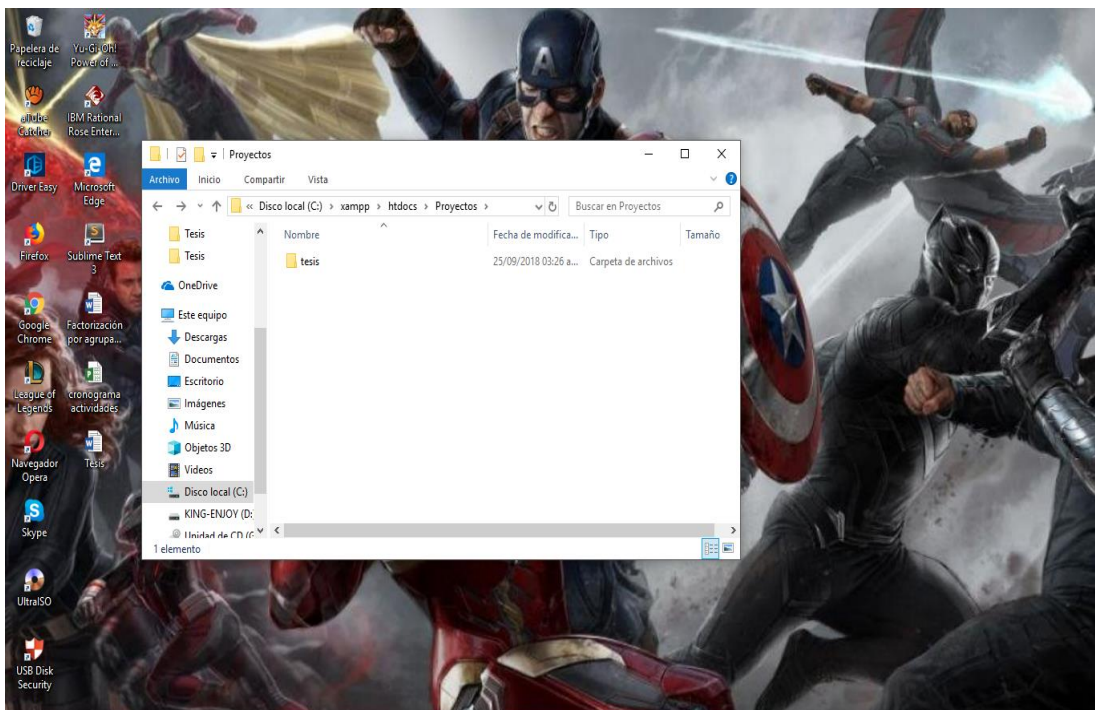 Papelera de
reciclaje
Yu-Gi-Oh!
Power of ...
aTube
Catcher
IBM Rational
Rose Enter...
Driver Easy
Microsoft
Edge
Firefox
Sublime Text
3
Google
Chrome
Factorización
por agrupa...
League of
Legends
cronograma
actividades
Navegador
Opera
Tesis
Skype
UltraISO
USB Disk
Security
Proyectos
Archivo
Inicio
Compartir
Vista
« Disco local (C:) › xampp › htdocs › Proyectos ›
Buscar en Proyectos
Tesis
Tesis
OneDrive
Este equipo
Descargas
Documentos
Escritorio
Imágenes
Música
Objetos 3D
Videos
Disco local (C:)
KING-ENJOY (D:
Unidad de CD (G
Nombre
Fecha de modifica...
Tipo
Tamaño
tesis
25/09/2018 03:26 a...
Carpeta de archivos
1 elemento